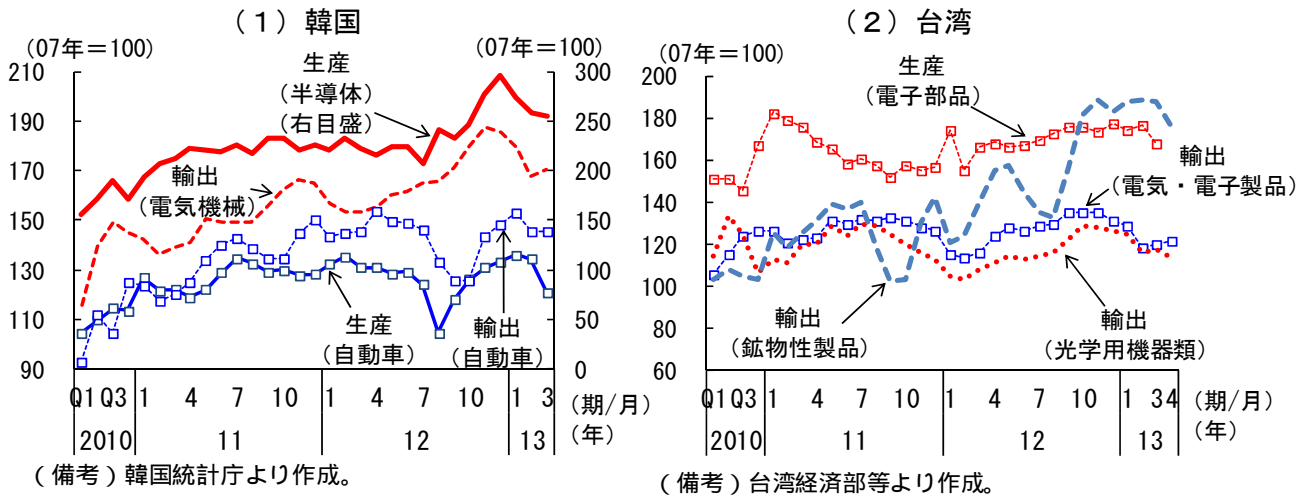 （１）韓国
(07年＝100)
(07年＝100)
210
190
170
150
130
110
90
300
250
200
150
100
50
0
生産
（半導体）
（右目盛）
輸出
（電気機械）
生産
（自動車）
輸出
（自動車）
Q1 Q3 1 4 7 10 1 4 7 10 1 3 (期/月)
2010 11 12 13 (年)
（備考）韓国統計庁より作成。
（２）台湾
(07年＝100)
200
180
160
140
120
100
80
60
生産
（電子部品）
輸出
（電気・電子製品）
輸出
（鉱物性製品）
輸出
（光学用機器類）
Q1 Q3 1 4 7 10 1 4 7 10 1 3 4 (期/月)
2010 11 12 13 (年)
（備考）台湾経済部等より作成。